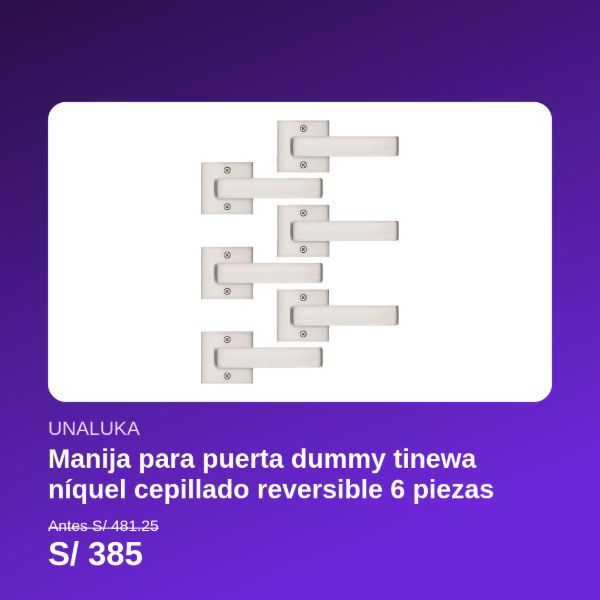 UNALUKA
Manija para puerta dummy tinewa
níquel cepillado reversible 6 piezas
Antes S/ 481.25
S/ 385